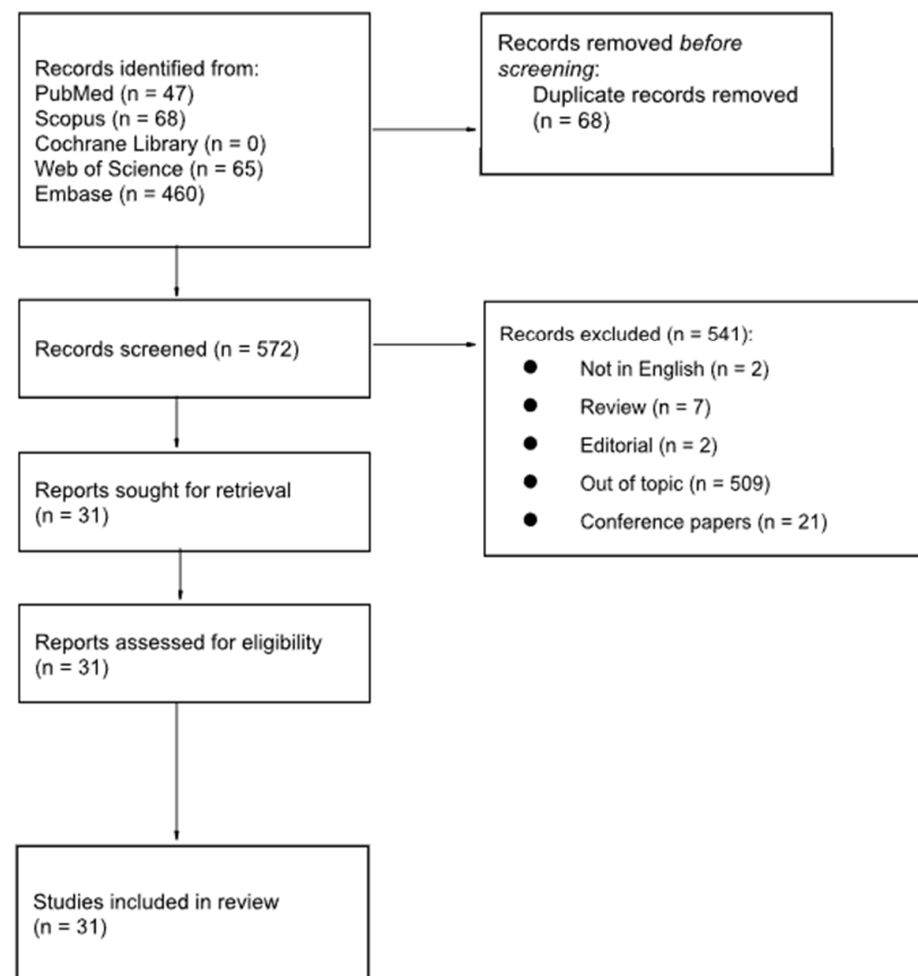 Records identified from:
PubMed (n = 47)
Scopus (n = 68)
Cochrane Library (n = 0)
Web of Science (n = 65)
Embase (n = 460)
Records removed before
screening:
Duplicate records removed
(n = 68)
Records screened (n = 572)
Records excluded (n = 541):
● Not in English (n = 2)
● Review (n = 7)
● Editorial (n = 2)
● Out of topic (n = 509)
● Conference papers (n = 21)
Reports sought for retrieval
(n = 31)
Reports assessed for eligibility
(n = 31)
Studies included in review
(n = 31)